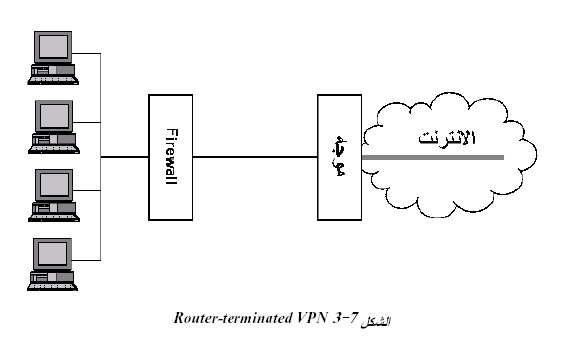 Firewall
موجه
الانترنت
الشكل 7-3 Router-terminated VPN